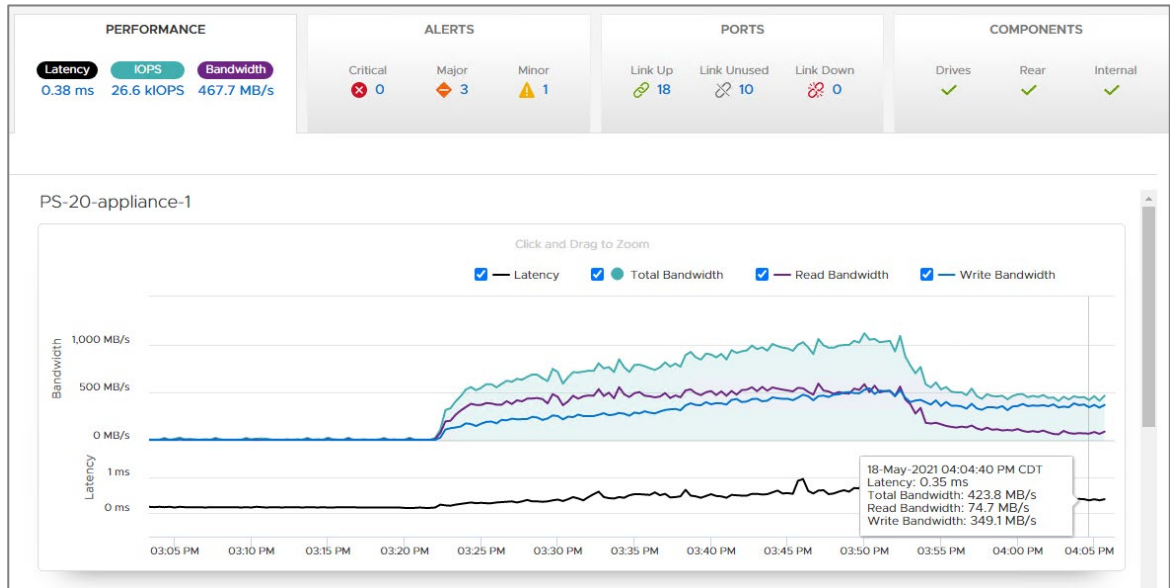 PERFORMANCE ALERTS PORTS COMPONENTS
Latency IOPS Bandwidth Critical Major Minor Link Up Link Unused Link Down Drives Rear Internal
0.38 ms 26.6 kIOPS 467.7 MB/s 0 3 1 18 10 0
PS-20-appliance-1
Click and Drag to Zoom
Latency Total Bandwidth Read Bandwidth Write Bandwidth
Bandwidth
1,000 MB/s
500 MB/s
0 MB/s
Latency
1 ms
0 ms
18-May-2021 04:04:40 PM CDT
Latency: 0.35 ms
Total Bandwidth: 423.8 MB/s
Read Bandwidth: 74.7 MB/s
Write Bandwidth: 349.1 MB/s
03:05 PM 03:10 PM 03:15 PM 03:20 PM 03:25 PM 03:30 PM 03:35 PM 03:40 PM 03:45 PM 03:50 PM 03:55 PM 04:00 PM 04:05 PM